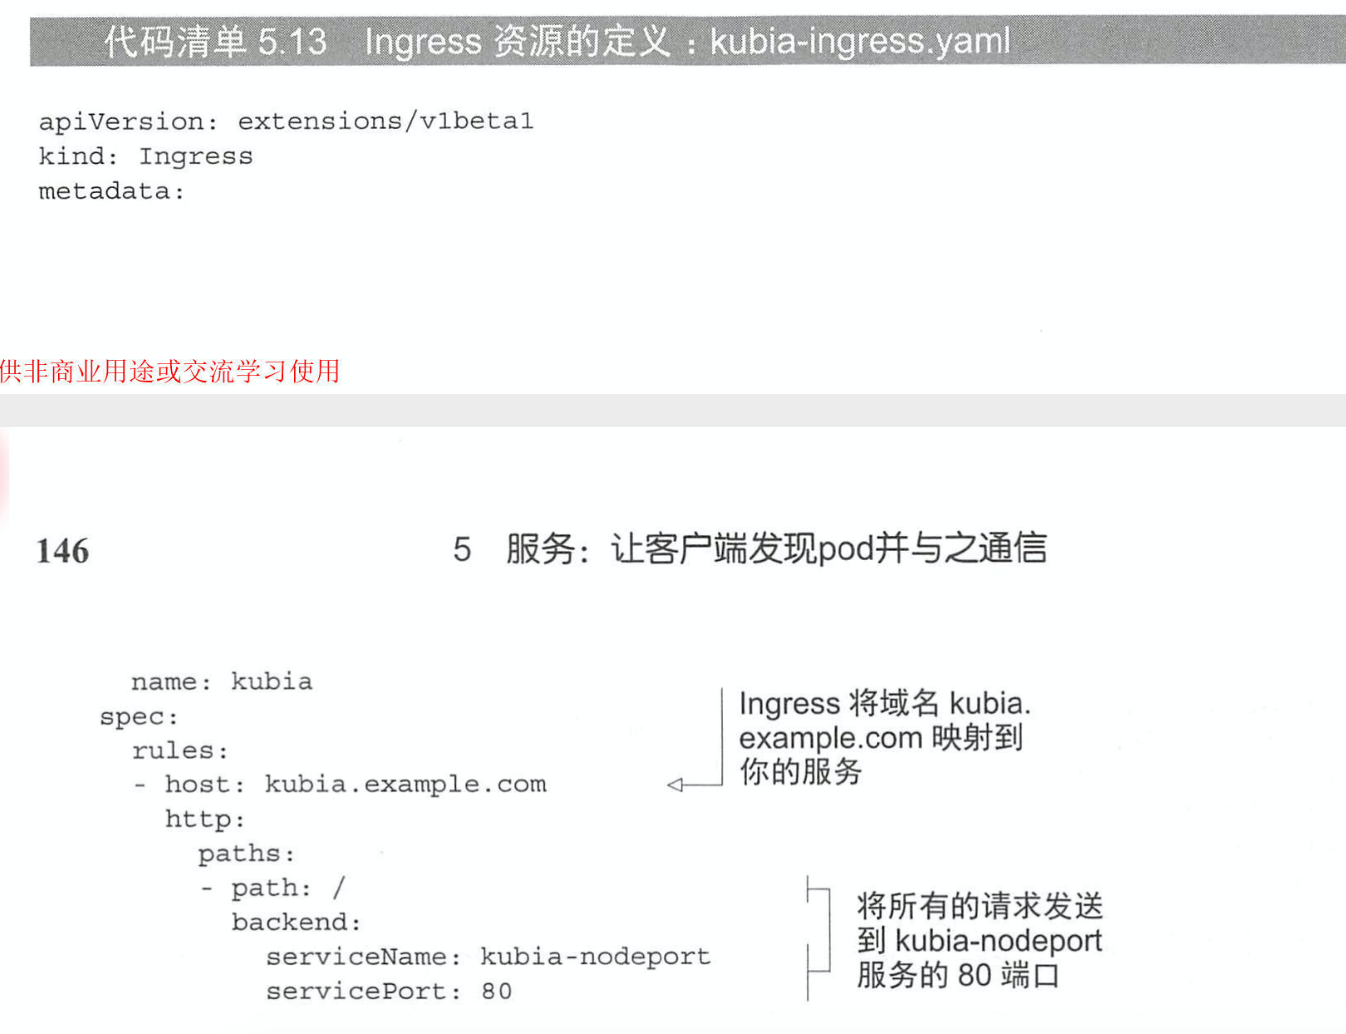 代码清单 5.13 Ingress 资源的定义：kubia-ingress.yaml
apiVersion: extensions/v1beta1
kind: Ingress
metadata:
供非商业用途或交流学习使用
146
5 服务：让客户端发现pod并与之通信
name: kubia
spec:
rules:
- host: kubia.example.com
http:
paths:
- path: /
backend:
serviceName: kubia-nodeport
servicePort: 80
Ingress 将域名 kubia.
example.com 映射到
你的服务
将所有的请求发送
到 kubia-nodeport
服务的 80 端口